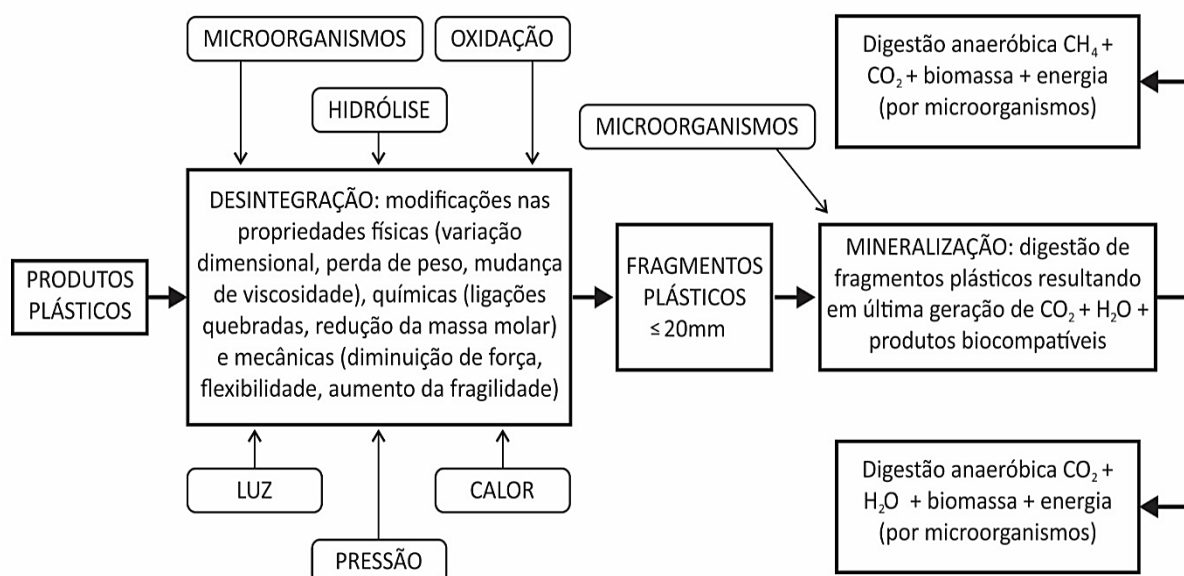 MICROORGANISMOS
OXIDAÇÃO
HIDRÓLISE
PRODUTOS
PLÁSTICOS
DESINTEGRAÇÃO: modificações nas
propriedades físicas (variação
dimensional, perda de peso, mudança
de viscosidade), químicas (ligações
quebradas, redução da massa molar)
e mecânicas (diminuição de força,
flexibilidade, aumento da fragilidade)
LUZ
PRESSÃO
CALOR
FRAGMENTOS
PLÁSTICOS
≤ 20mm
MICROORGANISMOS
MINERALIZAÇÃO: digestão de
fragmentos plásticos resultando
em última geração de CO₂ + H₂O +
produtos biocompatíveis
Digestão anaeróbica CH₄ +
CO₂ + biomassa + energia
(por microorganismos)
Digestão anaeróbica CO₂ +
H₂O + biomassa + energia
(por microorganismos)